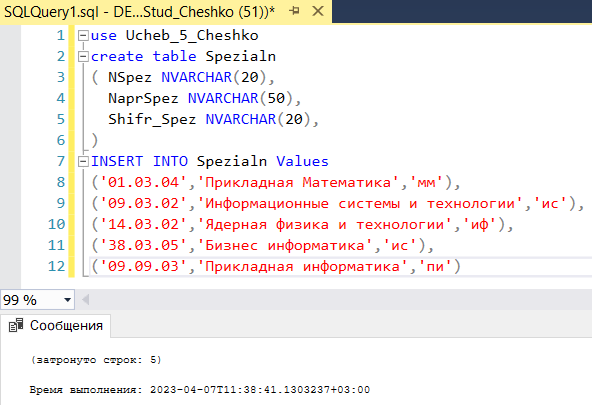 SQLQuery1.sql - DE...Stud_Cheshko (51))*
1 use Ucheb_5_Cheshko
2 create table Spezialn
3 ( NSpez NVARCHAR(20),
4 NaprSpez NVARCHAR(50),
5 Shifr_Spez NVARCHAR(20),
6 )
7 INSERT INTO Spezialn Values
8 ('01.03.04','Прикладная Математика','мм'),
9 ('09.03.02','Информационные системы и технологии','ис'),
10 ('14.03.02','Ядерная физика и технологии','иф'),
11 ('38.03.05','Бизнес информатика','ис'),
12 ('09.09.03','Прикладная информатика','пи')
99 %
Сообщения
(затронуто строк: 5)
Время выполнения: 2023-04-07T11:38:41.1303237+03:00